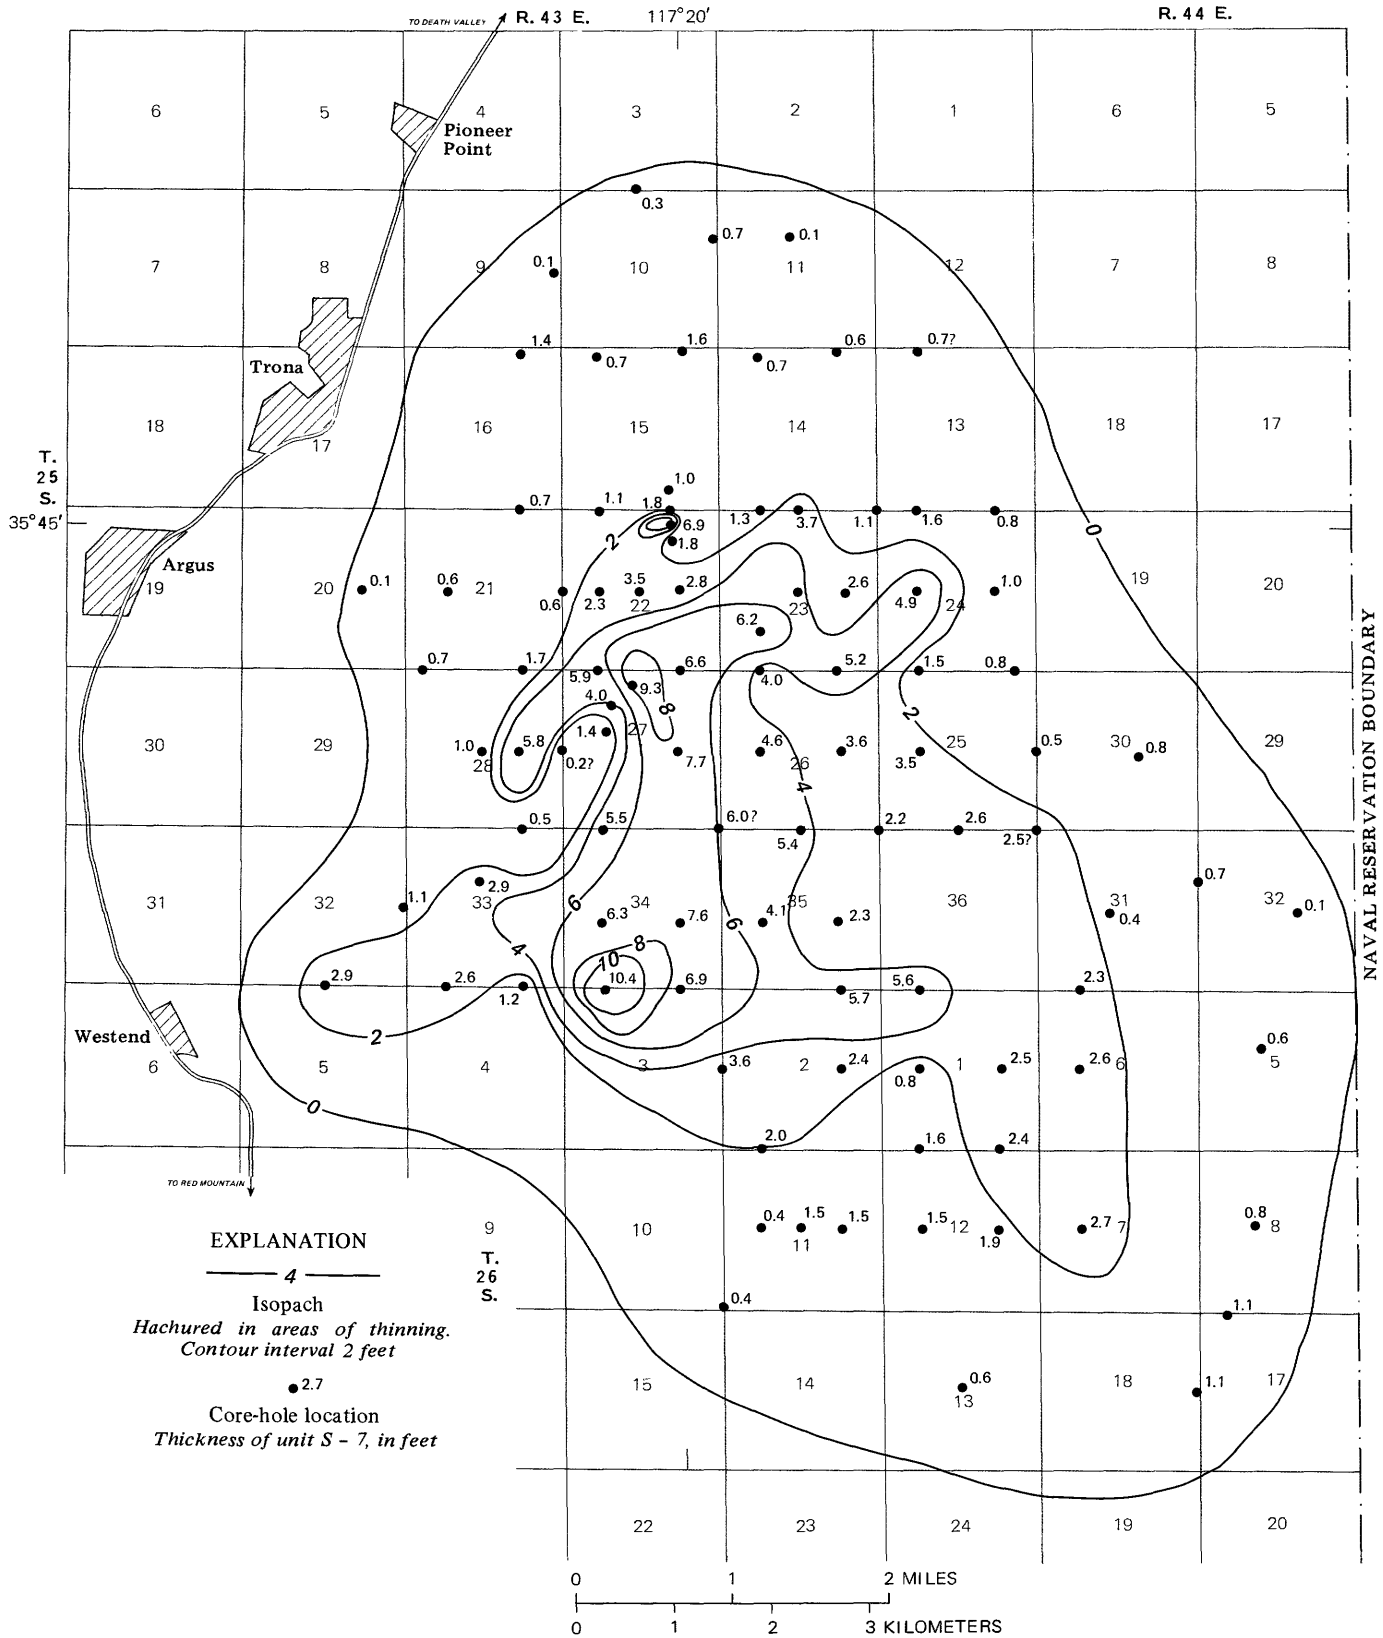 TO DEATH VALLEY R. 43 E. 117°20' R. 44 E.
6 5 4 3 2 1 6 5
Pioneer
Point
0.3
0.7 0.1
7 8 9 0.1 10 11 12 7 8
1.4 0.7 1.6 0.7 0.6 0.7?
Trona
18 17 16 15 14 13 18 17
T.
25
S.
35°45'
1.0
0.7 1.1 1.8 1.3 3.7 1.1 1.6 0.8 0
2 6.9
1.8
Argus
19 20 0.1 0.6 21 0.6 2.3 3.5 22 2.8 23 2.6 4.9 24 1.0 19 20
6.2
0.7 1.7 5.9 6.6 4.0 5.2 1.5 0.8
9.3
4.0 8 2
30 29 1.0 28 5.8 0.2? 1.4 27 7.7 4.6 26 3.6 3.5 25 0.5 30 0.8 29
4
0.5 5.5 6.0? 5.4 2.2 2.6 2.5?
NAVAL RESERVATION BOUNDARY
0.7
31 32 1.1 2.9 33 6 6.3 34 7.6 6 4.1 35 2.3 36 31 0.4 32 0.1
4 10 8
2.9 2.6 1.2 10.4 6.9 5.7 5.6 2.3
Westend 2
0.6
6 5 4 3 3.6 2 2.4 0.8 1 2.5 2.6 6 5
0
2.0 1.6 2.4
TO RED MOUNTAIN
9 10 0.4 1.5 11 1.5 1.5 12 1.9 2.7 7 0.8 8
T.
26
S.
0.4 1.1
EXPLANATION
4
Isopach
Hachured in areas of thinning.
Contour interval 2 feet
2.7
Core-hole location
Thickness of unit S – 7, in feet
15 14 0.6 13 18 1.1 17
22 23 24 19 20
0 1 2 MILES
0 1 2 3 KILOMETERS